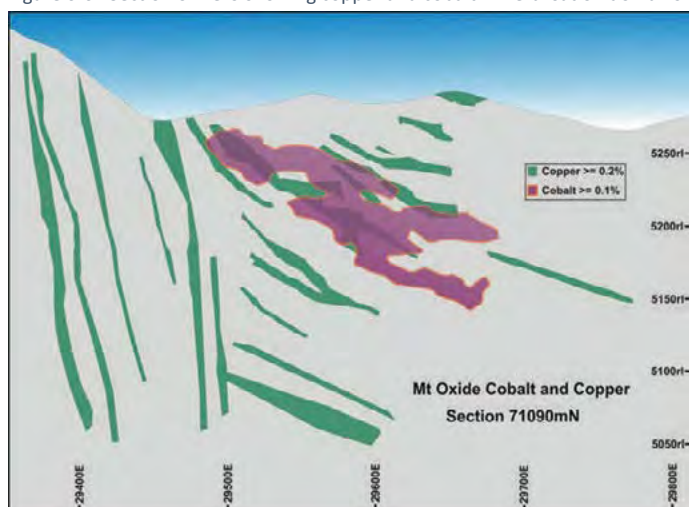 5250rl
Copper >= 0.2%
Cobalt >= 0.1%
5200rl
5150rl
5100rl
Mt Oxide Cobalt and Copper
Section 71090mN
5050rl
29400E
29500E
29600E
29700E
29800E